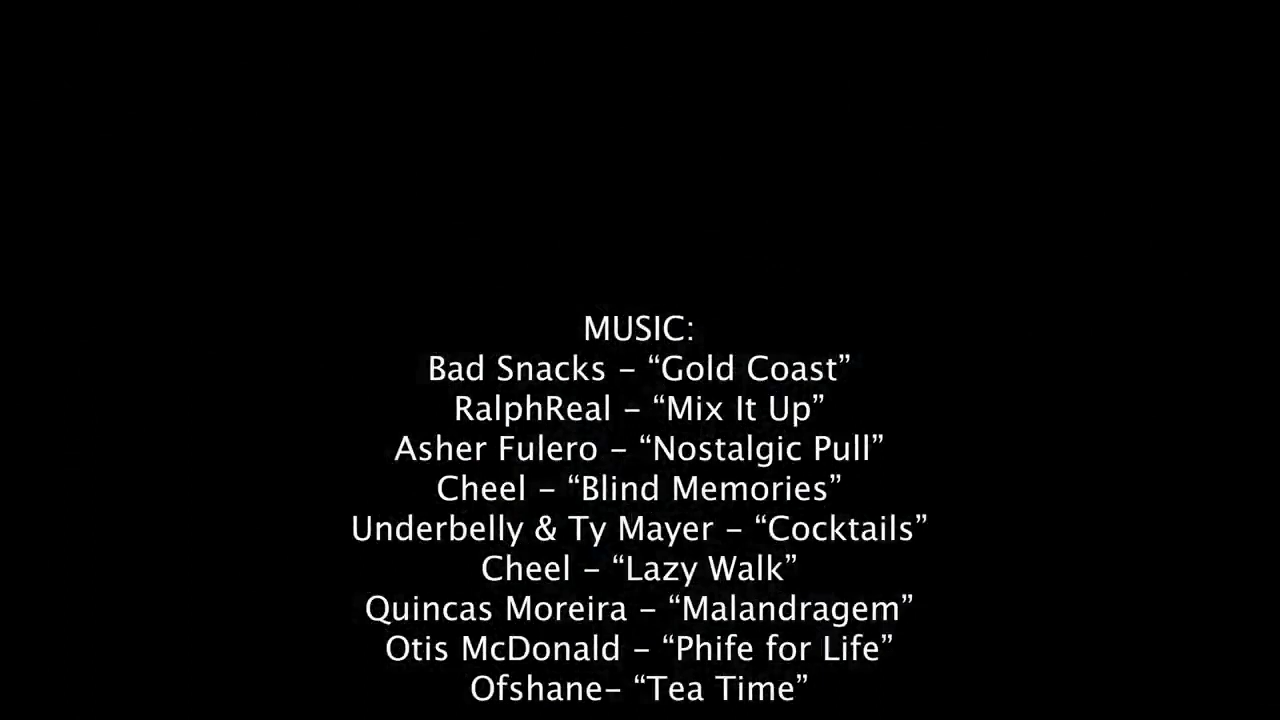 MUSIC:
Bad Snacks – “Gold Coast”
RalphReal – “Mix It Up”
Asher Fulero – “Nostalgic Pull”
Cheel – “Blind Memories”
Underbelly & Ty Mayer – “Cocktails”
Cheel – “Lazy Walk”
Quincas Moreira – “Malandragem”
Otis McDonald – “Phife for Life”
Ofshane– “Tea Time”